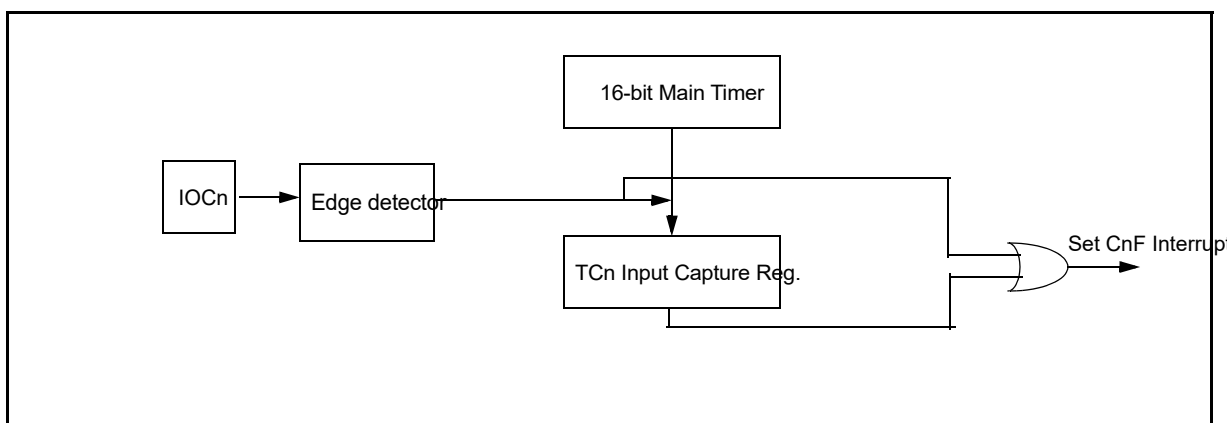 16-bit Main Timer
IOCn
Edge detector
TCn Input Capture Reg.
Set CnF Interrupt